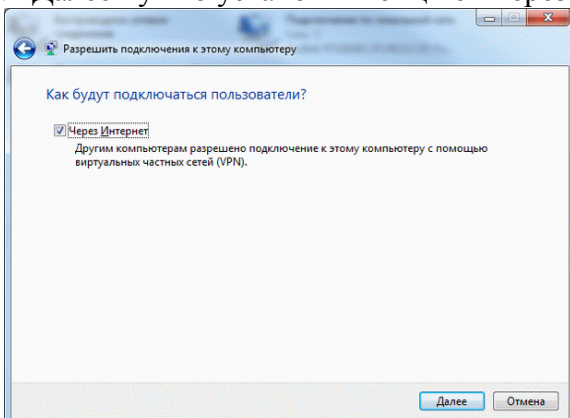 Разрешить подключения к этому компьютеру
Как будут подключаться пользователи?
Через Интернет
Другим компьютерам разрешено подключение к этому компьютеру с помощью
виртуальных частных сетей (VPN).
Далее
Отмена